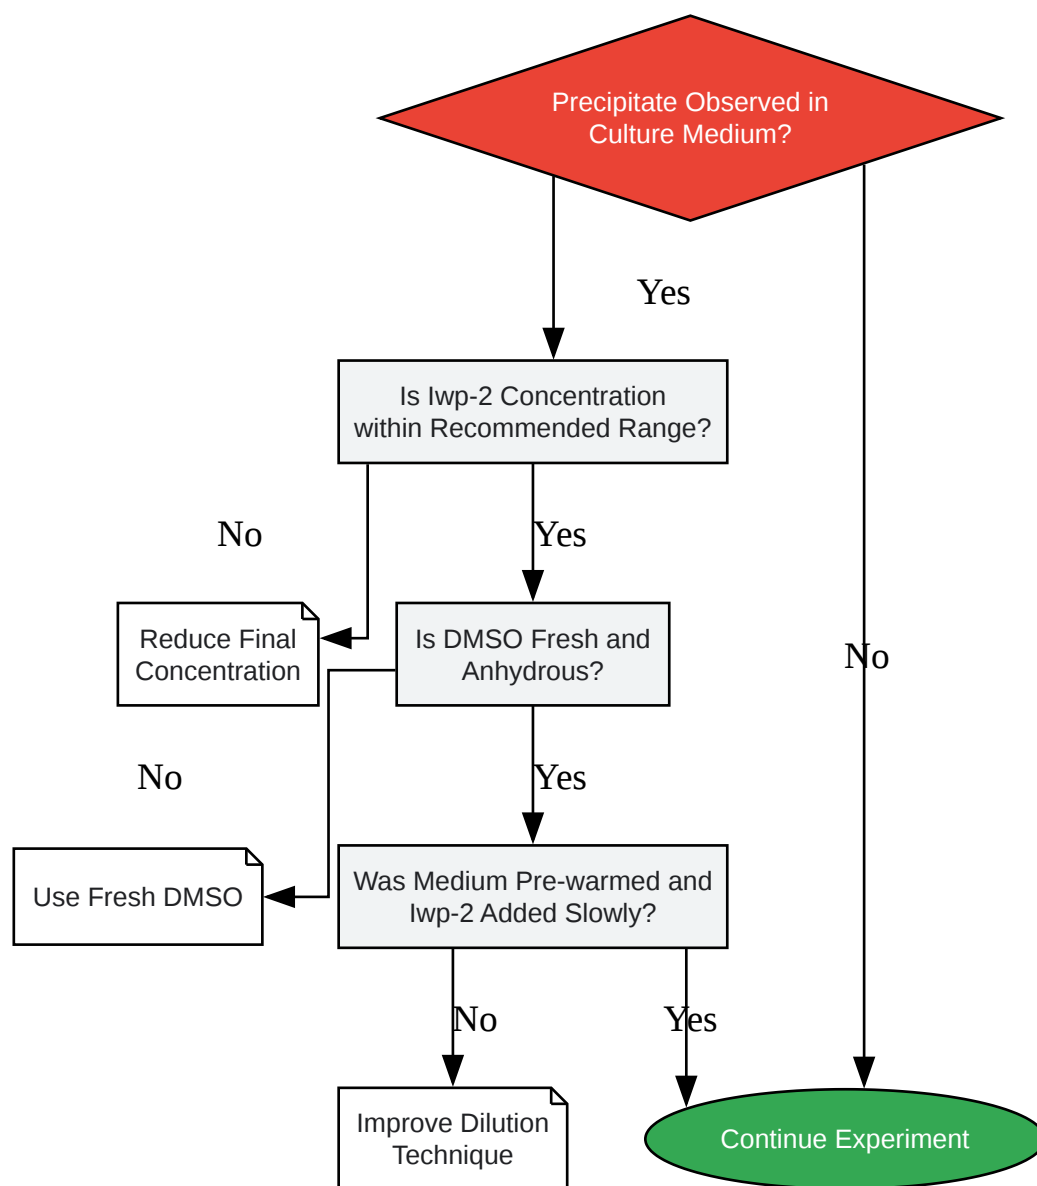 Precipitate Observed in
Culture Medium?
Yes
Is Iwp-2 Concentration
within Recommended Range?
No
Yes
Reduce Final
Concentration
Is DMSO Fresh and
Anhydrous?
No
No
Yes
Use Fresh DMSO
Was Medium Pre-warmed and
Iwp-2 Added Slowly?
No
Yes
Improve Dilution
Technique
Continue Experiment